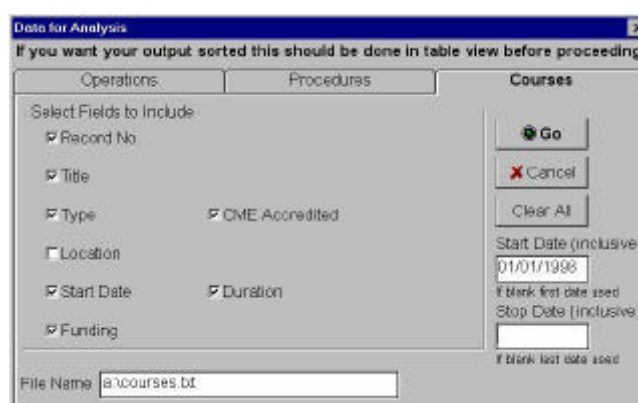 Data for Analysis
If you want your output sorted this should be done in table view before proceeding
Operations Procedures Courses
Select Fields to Include
Record No
Title
Type CME Accredited
Location
Start Date Duration
Funding
Go
Cancel
Clear All
Start Date (inclusive
01/01/1998
If blank first date used
Stop Date (inclusive)
If blank last date used
File Name a:\courses.txt